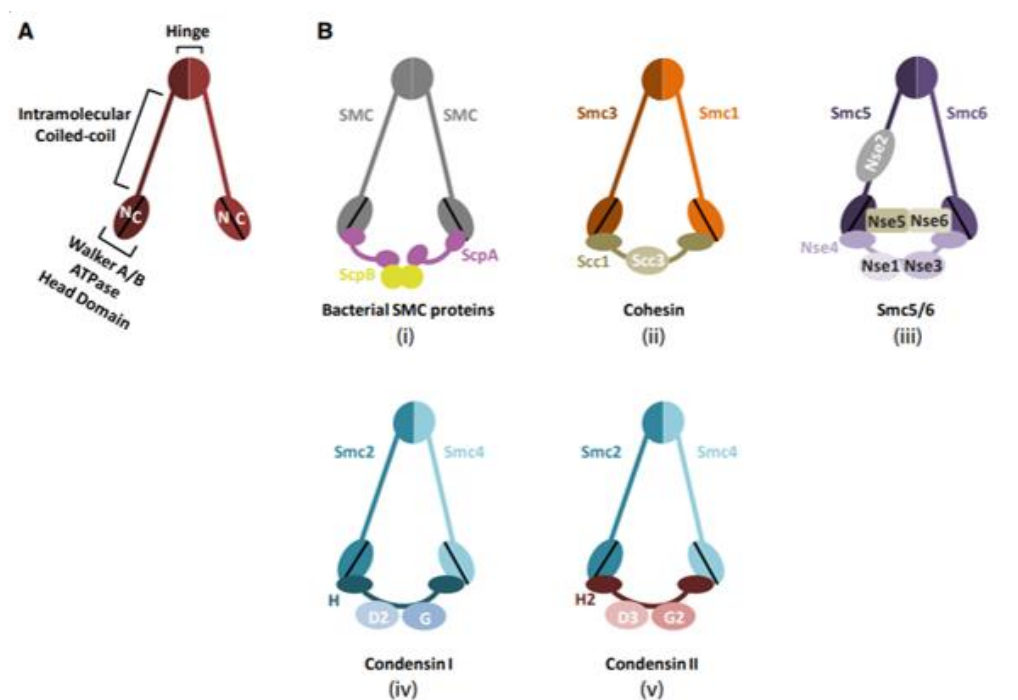 A
Hinge
Intramolecular
Coiled-coil
N C
N C
Walker A/B
ATPase
Head Domain
B
SMC
SMC
ScpB
ScpA
Bacterial SMC proteins
(i)
Smc3
Smc1
Scc1
Scc3
Cohesin
(ii)
Smc5
Smc6
Nse2
Nse5
Nse6
Nse4
Nse1
Nse3
Smc5/6
(iii)
Smc2
Smc4
H
D2
G
Condensin I
(iv)
Smc2
Smc4
H2
D3
G2
Condensin II
(v)